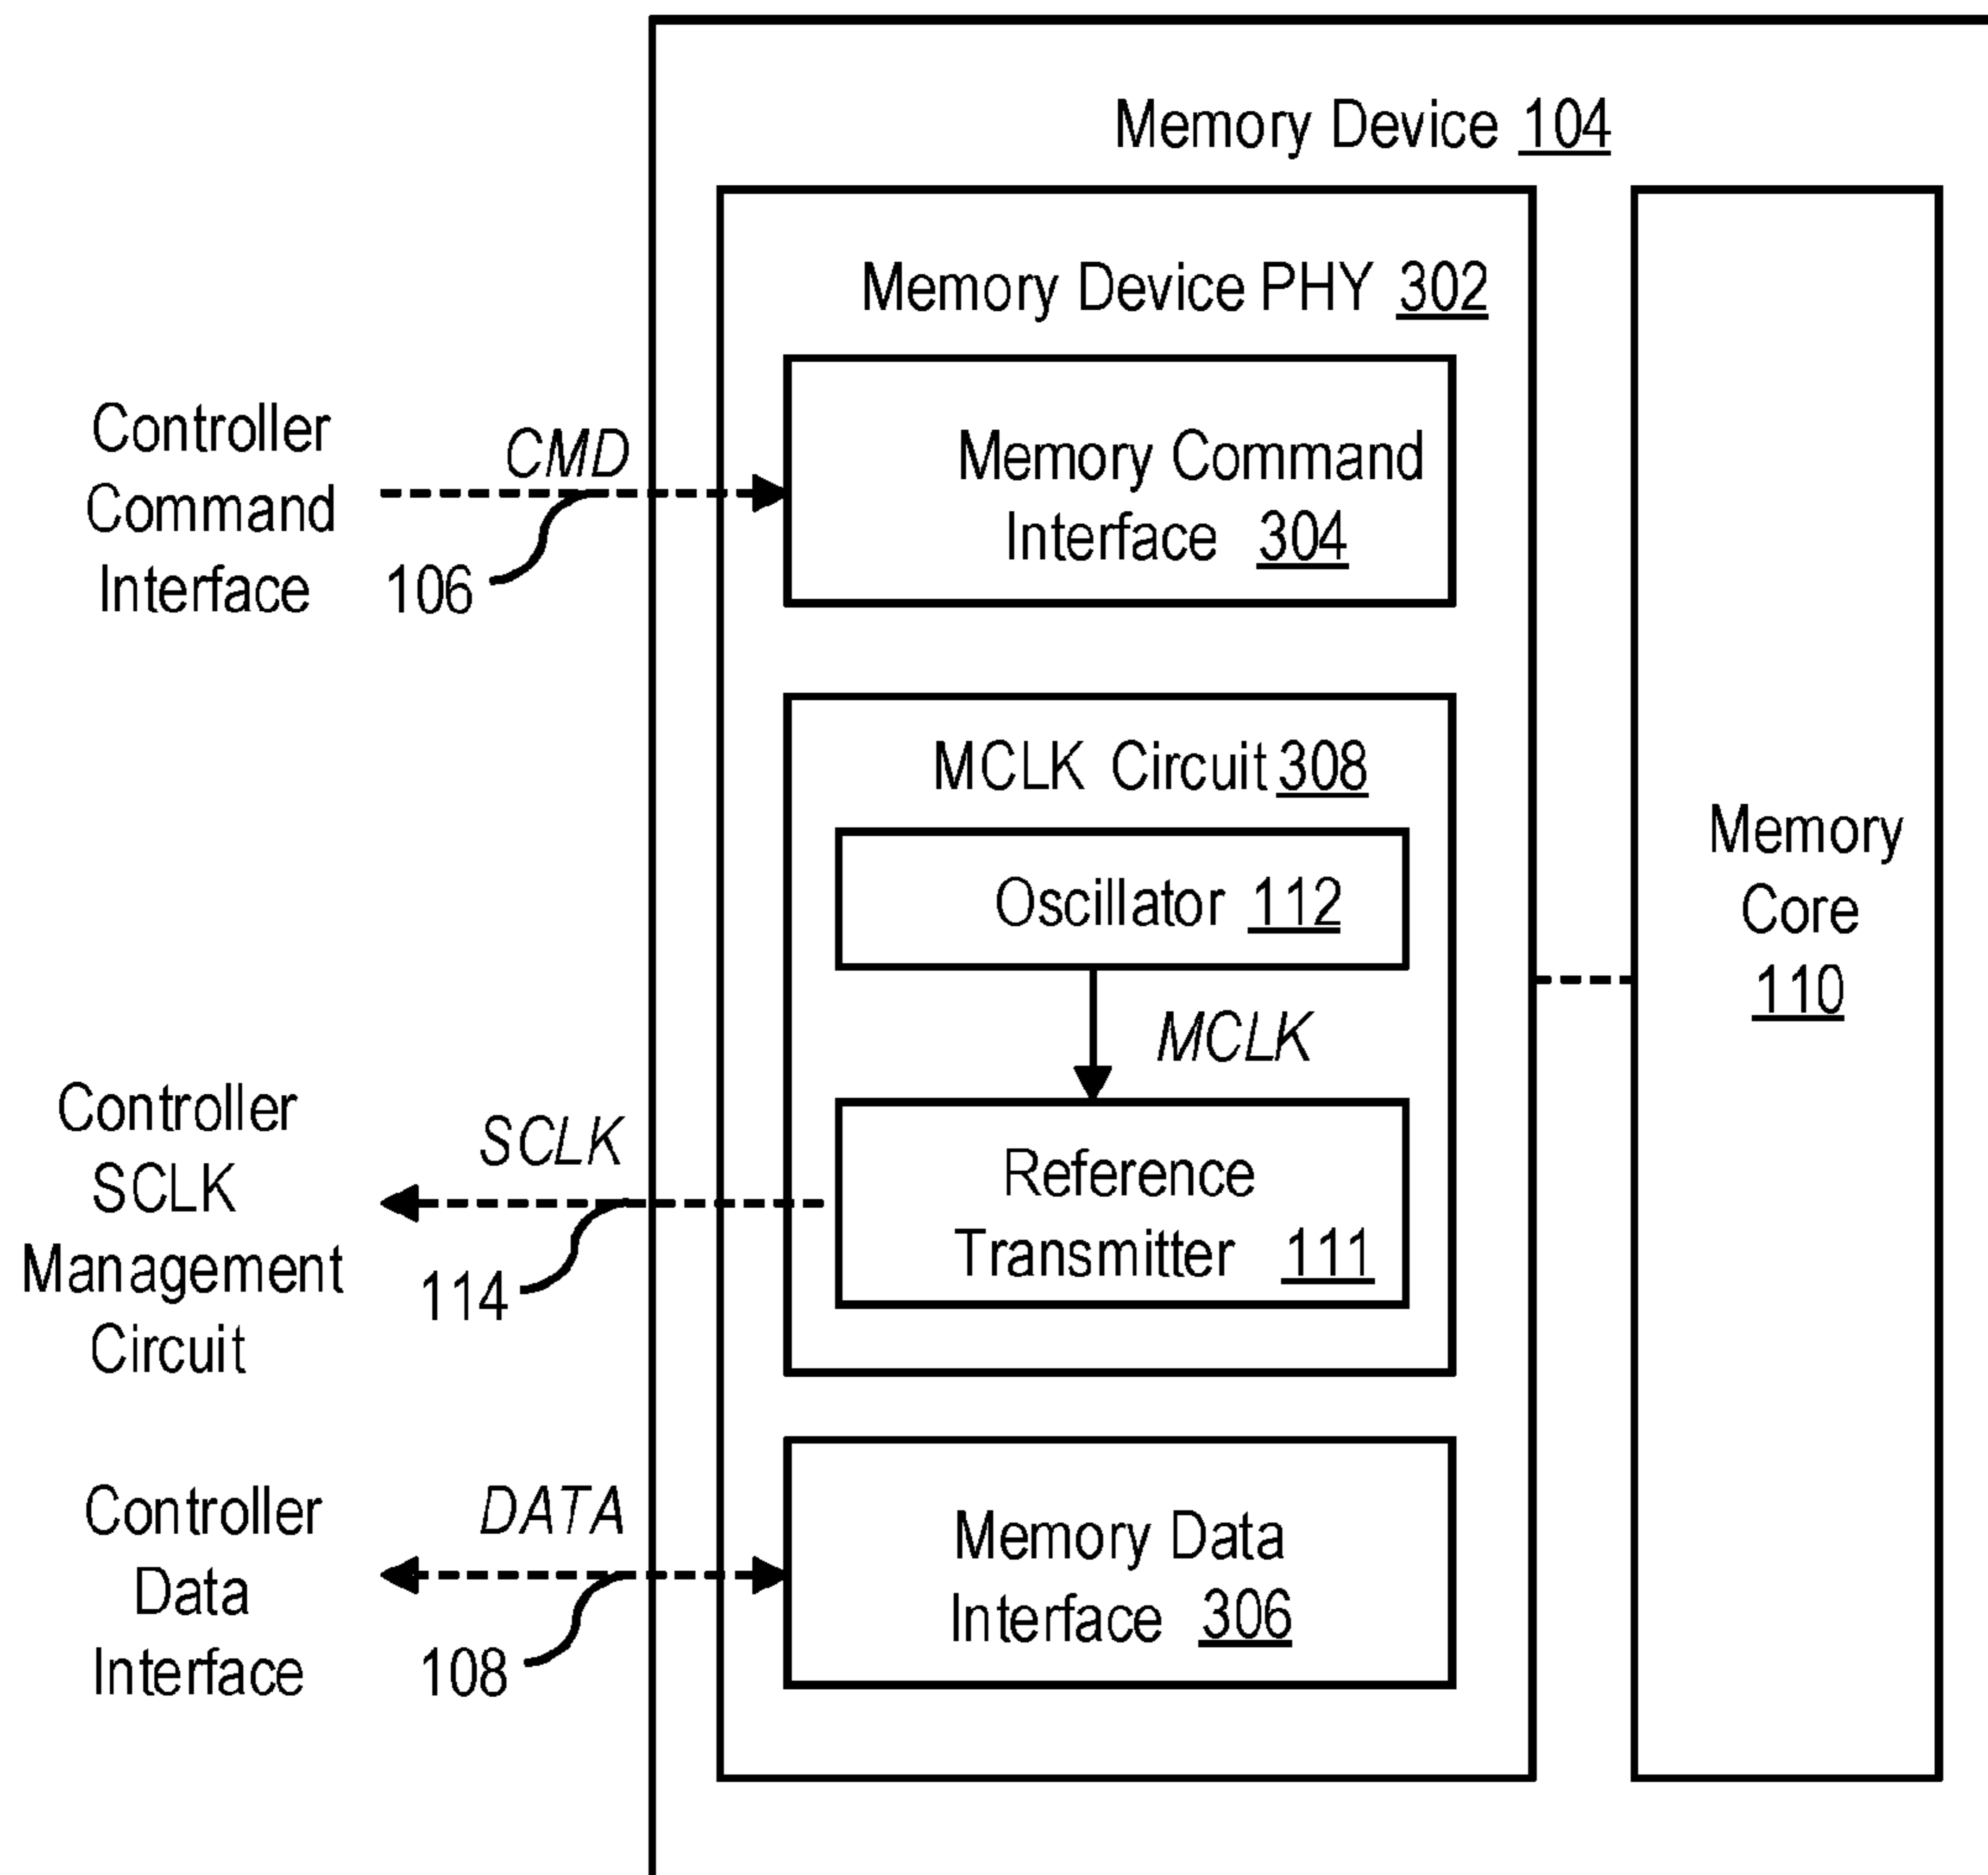 Memory Device 104
Memory Device PHY 302
Controller
Command
Interface
CMD
106
Memory Command
Interface 304
MCLK Circuit 308
Oscillator 112
MCLK
Reference
Transmitter 111
Memory
Core
110
Controller
SCLK
Management
Circuit
SCLK
114
Controller
Data
Interface
DATA
108
Memory Data
Interface 306